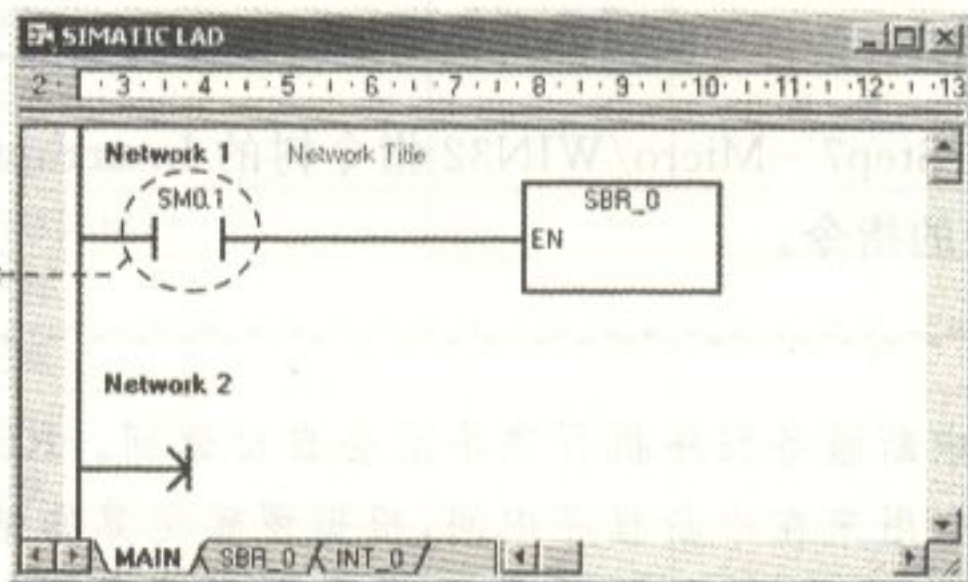 SIMATIC LAD
2 · · 3 · ı · 4 · ı · 5 · ı · 6 · ı · 7 · ı · 8 · ı · 9 · ı · 10 · ı · 11 · ı · 12 · ı · 13
Network 1 Network Title
SM0.1
SBR_0
EN
Network 2
MAIN SBR_0 INT_0